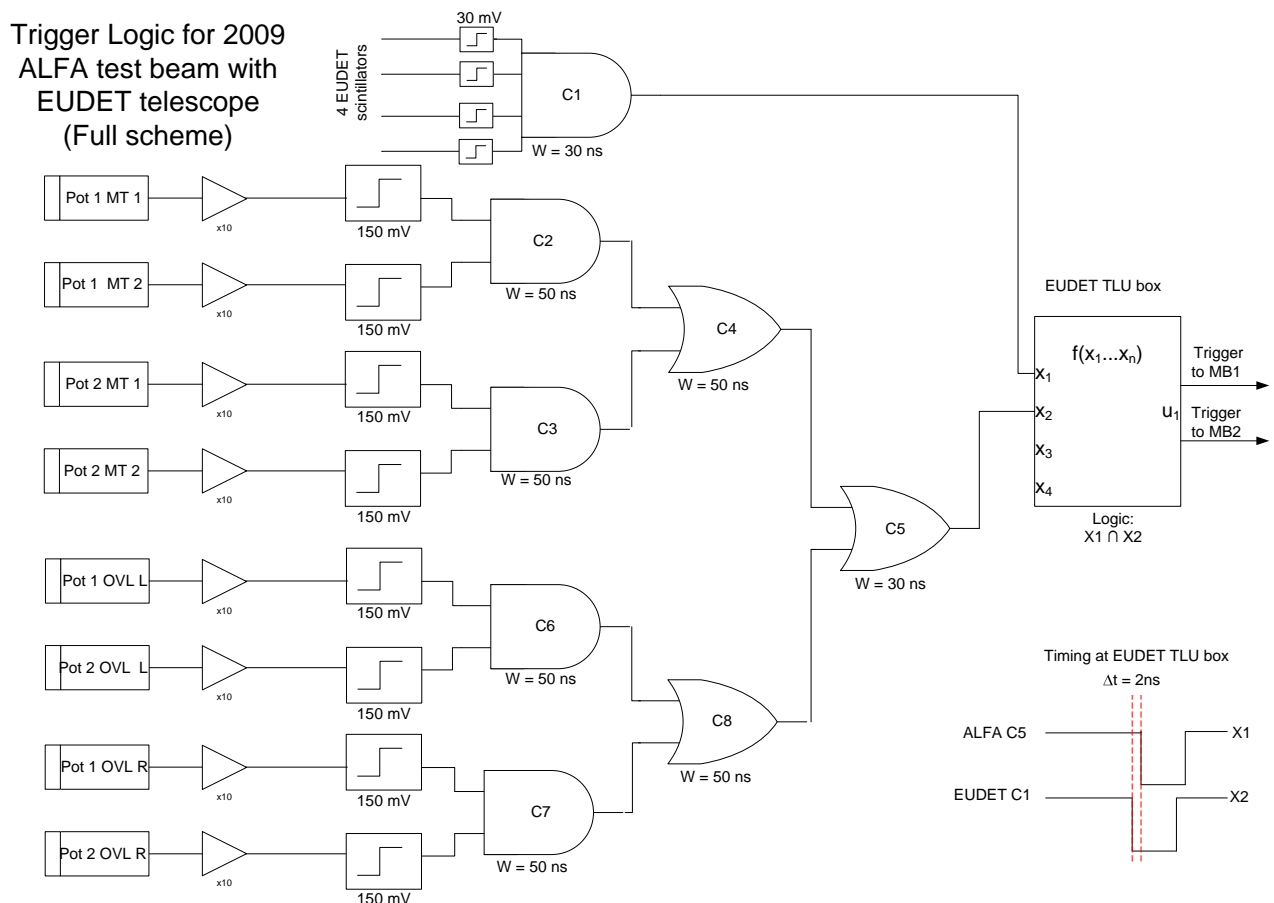 Trigger Logic for 2009
ALFA test beam with
EUDET telescope
(Full scheme)
30 mV
4 EUDET
scintillators
C1
W = 30 ns
Pot 1 MT 1
x10
150 mV
Pot 1 MT 2
x10
150 mV
C2
W = 50 ns
Pot 2 MT 1
x10
150 mV
Pot 2 MT 2
x10
150 mV
C3
W = 50 ns
C4
W = 50 ns
Pot 1 OVL L
x10
150 mV
Pot 2 OVL L
x10
150 mV
C6
W = 50 ns
Pot 1 OVL R
x10
150 mV
Pot 2 OVL R
x10
150 mV
C7
W = 50 ns
C8
W = 50 ns
C5
W = 30 ns
EUDET TLU box
f(x1...xn)
x1
x2
x3
x4
u1
Trigger
to MB1
Trigger
to MB2
Logic:
X1 ∩ X2
Timing at EUDET TLU box
Δt = 2ns
ALFA C5
X1
EUDET C1
X2